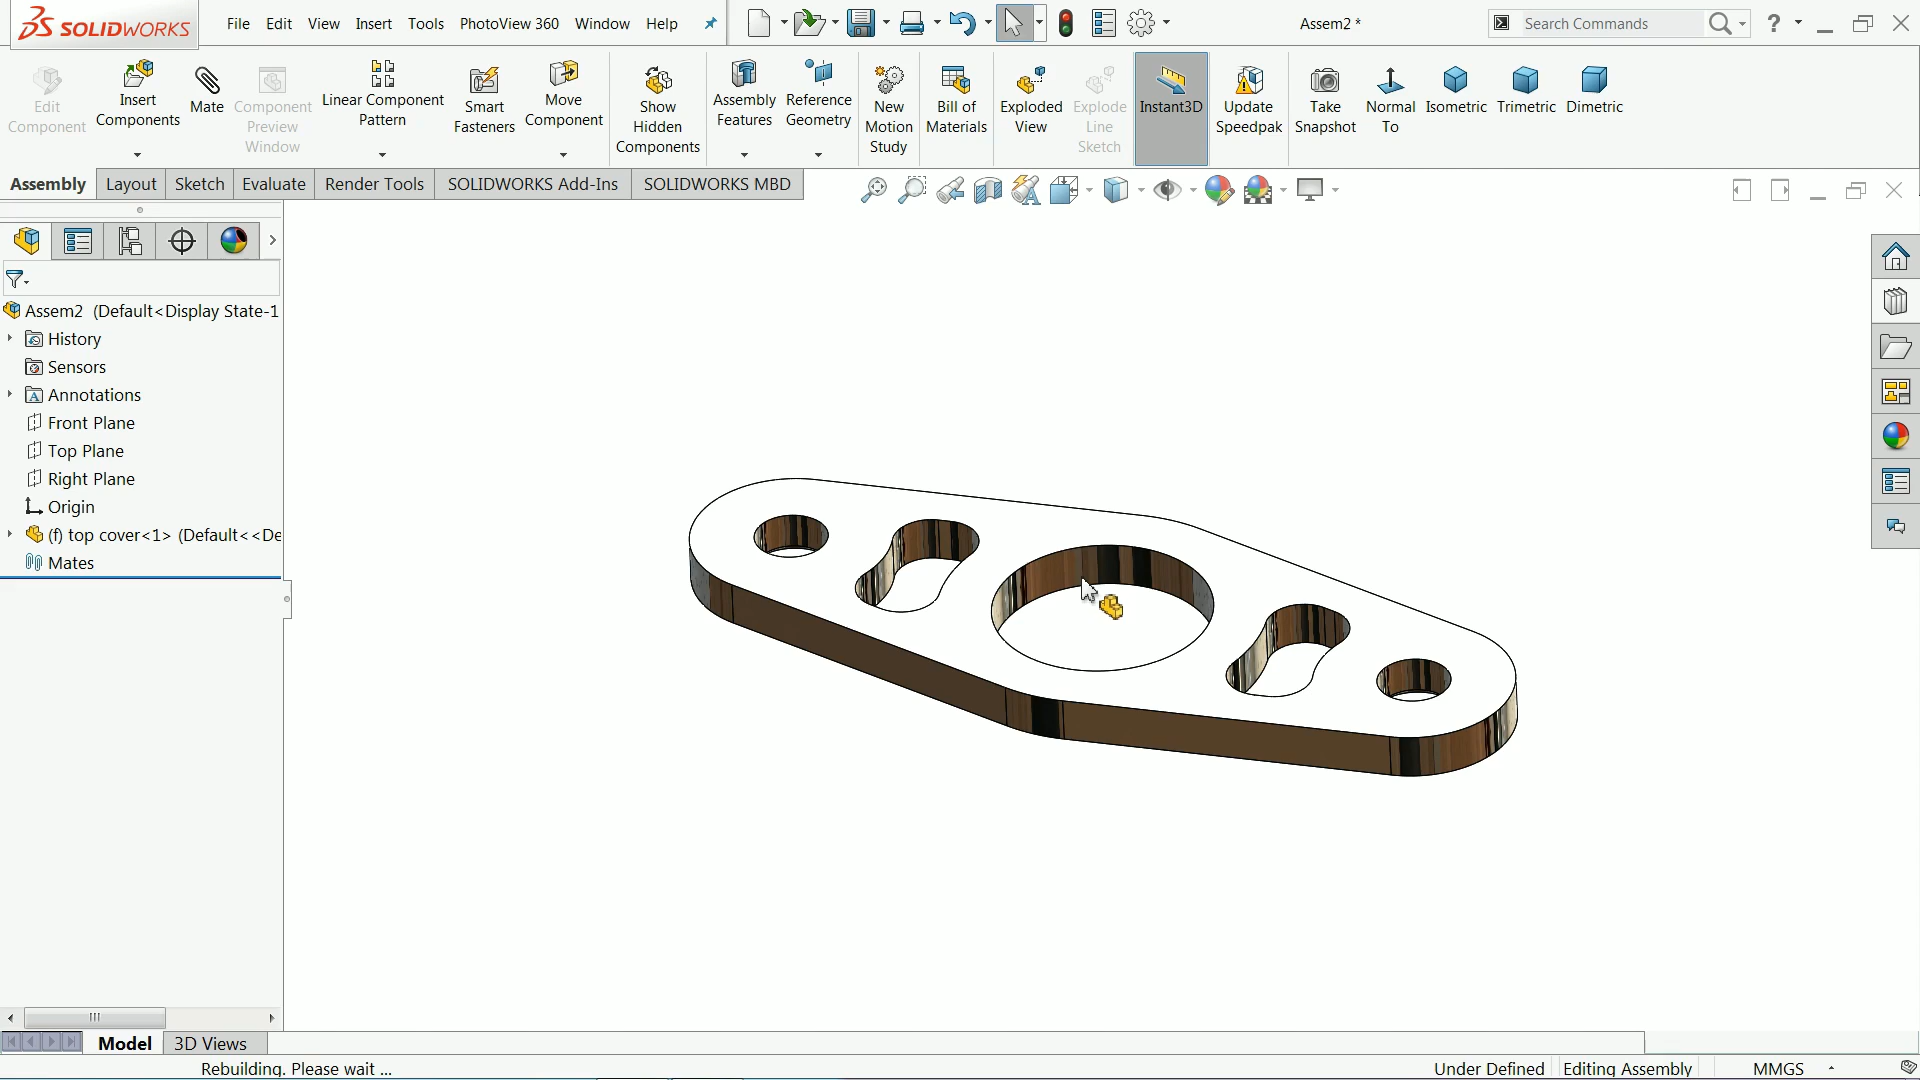 SOLIDWORKS
File Edit View Insert Tools PhotoView 360 Window Help
Assem2 *
Search Commands
?
Edit Component
Insert Components
Mate
Component Preview Window
Linear Component Pattern
Smart Fasteners
Move Component
Show Hidden Components
Assembly Features
Reference Geometry
New Motion Study
Bill of Materials
Exploded View
Explode Line Sketch
Instant3D
Update Speedpak
Take Snapshot
Normal To
Isometric
Trimetric
Dimetric
Assembly Layout Sketch Evaluate Render Tools SOLIDWORKS Add-Ins SOLIDWORKS MBD
Assem2 (Default<Display State-1
History
Sensors
Annotations
Front Plane
Top Plane
Right Plane
Origin
(f) top cover<1> (Default<<De
Mates
Model 3D Views
Rebuilding. Please wait ...
Under Defined Editing Assembly MMGS